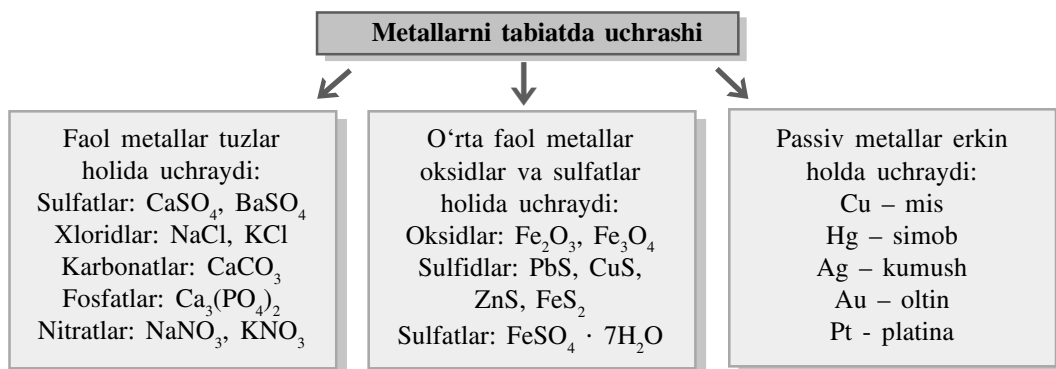 Metallarni tabiatda uchrashi
Faol metallar tuzlar
holida uchraydi:
Sulfatlar: CaSO₄, BaSO₄
Xloridlar: NaCl, KCl
Karbonatlar: CaCO₃
Fosfatlar: Ca₃(PO₄)₂
Nitratlar: NaNO₃, KNO₃
O‘rta faol metallar
oksidlar va sulfatlar
holida uchraydi:
Oksidlar: Fe₂O₃, Fe₃O₄
Sulfidlar: PbS, CuS,
ZnS, FeS₂
Sulfatlar: FeSO₄ · 7H₂O
Passiv metallar erkin
holda uchraydi:
Cu – mis
Hg – simob
Ag – kumush
Au – oltin
Pt - platina